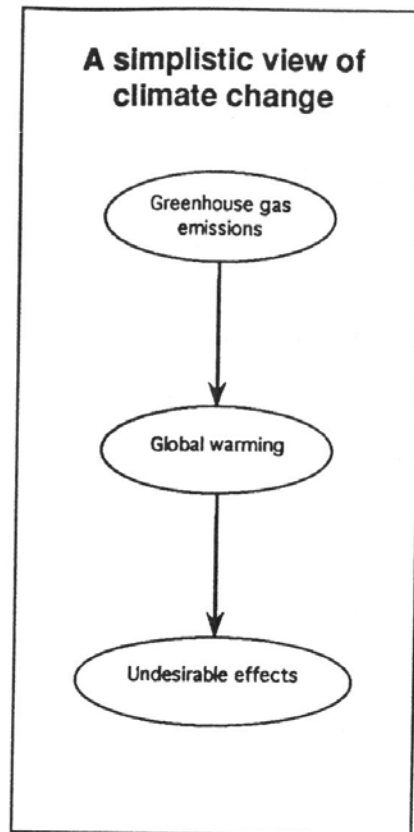 A simplistic view of
climate change
Greenhouse gas
emissions
Global warming
Undesirable effects